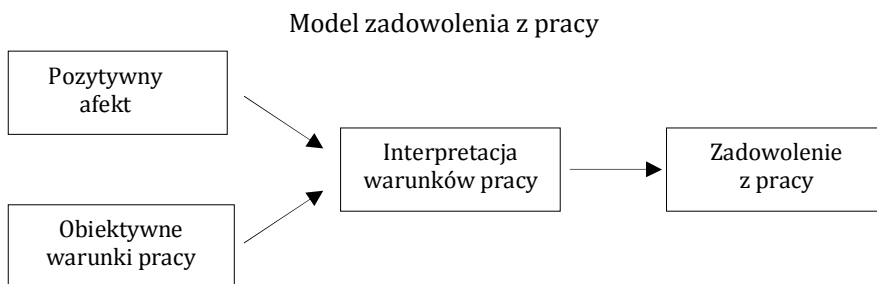 Model zadowolenia z pracy
Pozytywny
afekt
Interpretacja
warunków pracy
Zadowolenie
z pracy
Obiektywne
warunki pracy